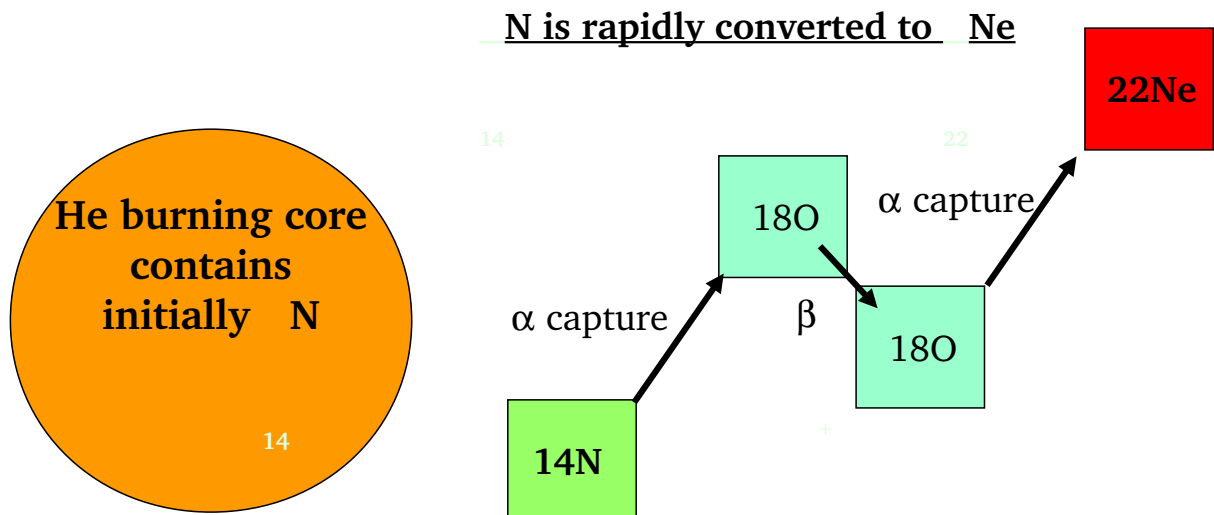 N is rapidly converted to Ne
14 22
22Ne
He burning core
contains
initially N
14
18O
α capture
α capture
β
18O
+
14N